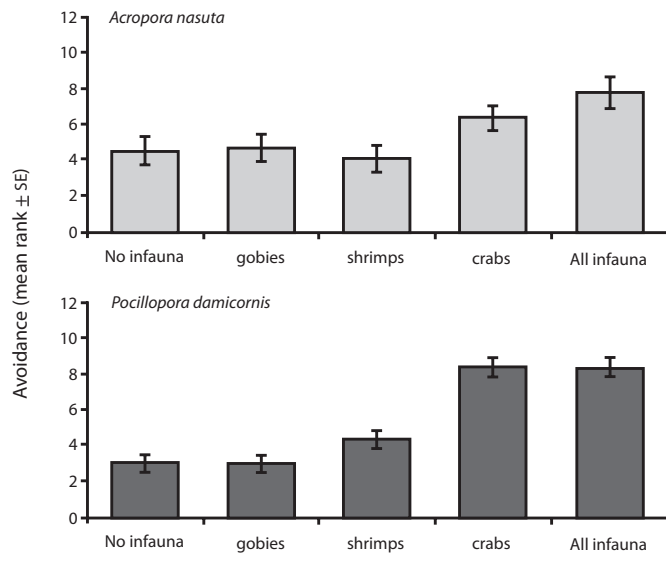 Avoidance (mean rank ± SE)
Acropora nasuta
12
10
8
6
4
2
0
No infauna gobies shrimps crabs All infauna
Pocillopora damicornis
12
10
8
6
4
2
0
No infauna gobies shrimps crabs All infauna